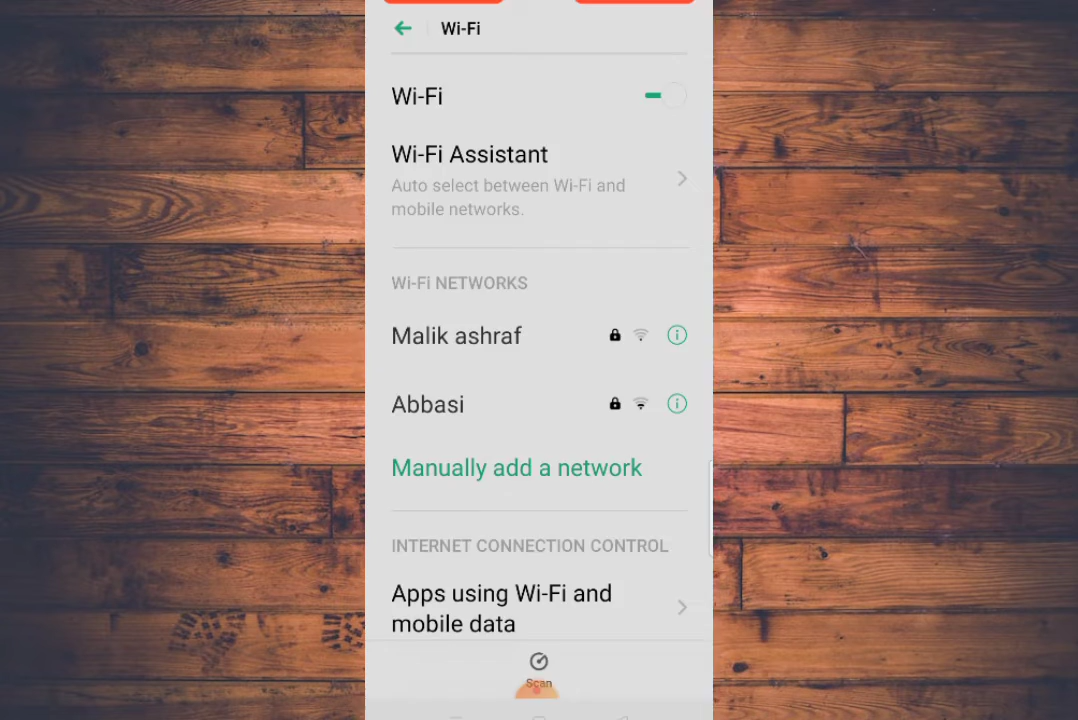 Wi-Fi
Wi-Fi
Wi-Fi Assistant
Auto select between Wi-Fi and
mobile networks.
Wi-Fi NETWORKS
Malik ashraf
Abbasi
Manually add a network
INTERNET CONNECTION CONTROL
Apps using Wi-Fi and
mobile data
Scan